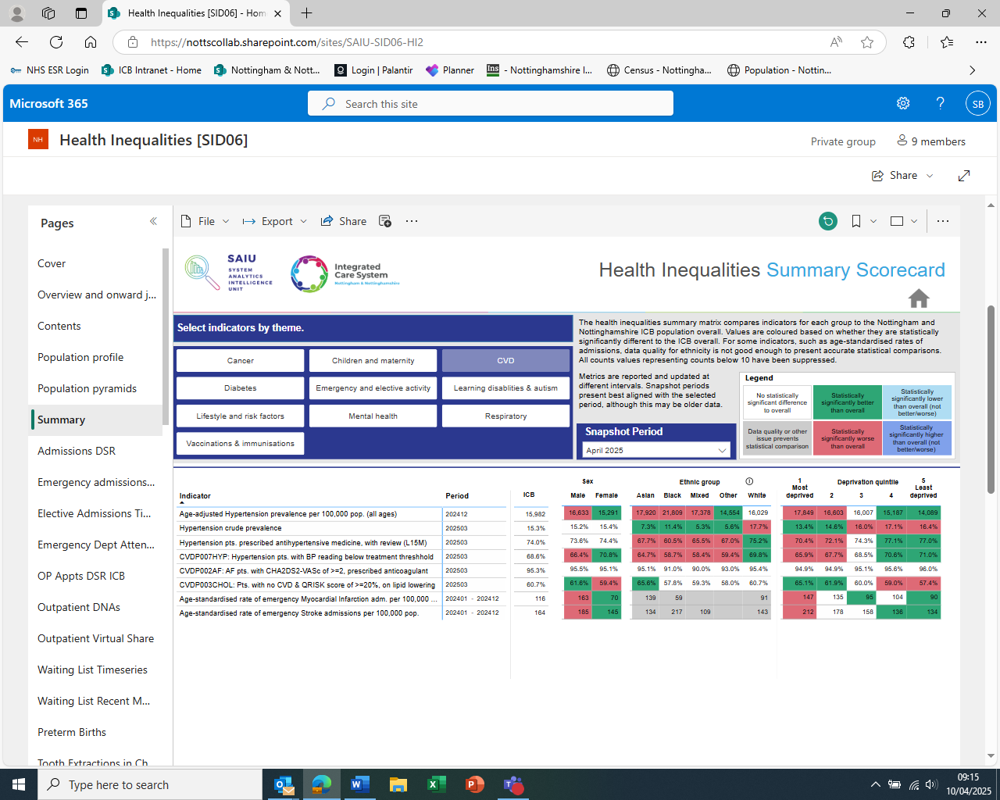 Health Inequalities [SID06] - Hom
https://nottscollab.sharepoint.com/sites/SAIU-SID06-HI2
NHS ESR Login
ICB Intranet - Home
Nottingham & Nott...
Login | Palantir
Planner
Ins - Nottinghamshire I...
Census - Nottingha...
Population - Nottin...
Microsoft 365
Search this site
SB
NH
Health Inequalities [SID06]
Private group
9 members
Share
Pages
File
Export
Share
Cover
Overview and onward j...
Contents
Population profile
Population pyramids
Summary
Admissions DSR
Emergency admissions...
Elective Admissions Ti...
Emergency Dept Atten...
OP Appts DSR ICB
Outpatient DNAs
Outpatient Virtual Share
Waiting List Timeseries
Waiting List Recent M...
Preterm Births
Tooth Extractions in Ch
SAIU
SYSTEM
ANALYTICS
INTELLIGENCE
UNIT
Integrated
Care System
Nottingham & Nottinghamshire
Health Inequalities Summary Scorecard
Select indicators by theme.
Cancer
Children and maternity
CVD
Diabetes
Emergency and elective activity
Learning disablities & autism
Lifestyle and risk factors
Mental health
Respiratory
Vaccinations & immunisations
The health inequalities summary matrix compares indicators for each group to the Nottingham and
Nottinghamshire ICB population overall. Values are coloured based on whether they are statistically
significantly different to the ICB overall. For some indicators, such as age-standardised rates of
admissions, data quality for ethnicity is not good enough to present accurate statistical comparisons.
All counts values representing counts below 10 have been suppressed.
Metrics are reported and updated at
different intervals. Snapshot periods
present best aligned with the selected
period, although this may be older data.
Snapshot Period
April 2025
Legend
No statistically
significant difference
to overall
Statistically
significantly better
than overall
Statistically
significantly lower
than overall (not
better/worse)
Data quality or other
issue prevents
statistical comparison
Statistically
significantly worse
than overall
Statistically
significantly higher
than overall (not
better/worse)
Sex
Ethnic group
Deprivation quintile
Indicator Period ICB Male Female Asian Black Mixed Other White 1 Most deprived 2 3 4 5 Least deprived
Age-adjusted Hypertension prevalence per 100,000 pop. (all ages) 202412 15,982 16,633 15,291 17,920 21,809 17,378 14,554 16,029 17,849 16,603 16,007 15,187 14,089
Hypertension crude prevalence 202503 15.3% 15.2% 15.4% 7.3% 11.4% 5.3% 5.6% 17.7% 13.4% 14.6% 16.0% 17.1% 16.4%
Hypertension pts. prescribed antihypertensive medicine, with review (L15M) 202503 74.0% 73.6% 74.4% 67.7% 60.5% 65.5% 67.0% 75.2% 70.4% 72.1% 74.3% 77.1% 77.0%
CVDP007HYP: Hypertension pts. with BP reading below treatment threshhold 202503 68.6% 66.4% 70.8% 64.7% 58.7% 58.4% 59.4% 69.8% 65.9% 67.7% 68.5% 70.6% 71.0%
CVDP002AF: AF pts. with CHA2DS2-VASc of >=2, prescribed anticoagulant 202503 95.3% 95.5% 95.1% 95.1% 91.0% 90.0% 93.0% 95.4% 94.9% 94.9% 95.1% 95.6% 96.0%
CVDP003CHOL: Pts. with no CVD & QRISK score of >=20%, on lipid lowering 202503 60.7% 61.6% 59.4% 65.6% 57.8% 59.3% 58.0% 60.7% 65.1% 61.9% 60.0% 59.0% 57.4%
Age-standardised rate of emergency Myocardial Infarction adm. per 100,000 ... 202401 - 202412 116 163 70 139 59 91 147 135 95 104 90
Age-standardised rate of emergency Stroke admissions per 100,000 pop. 202401 - 202412 164 185 145 134 217 109 143 212 178 158 136 134
Type here to search
09:15
10/04/2025